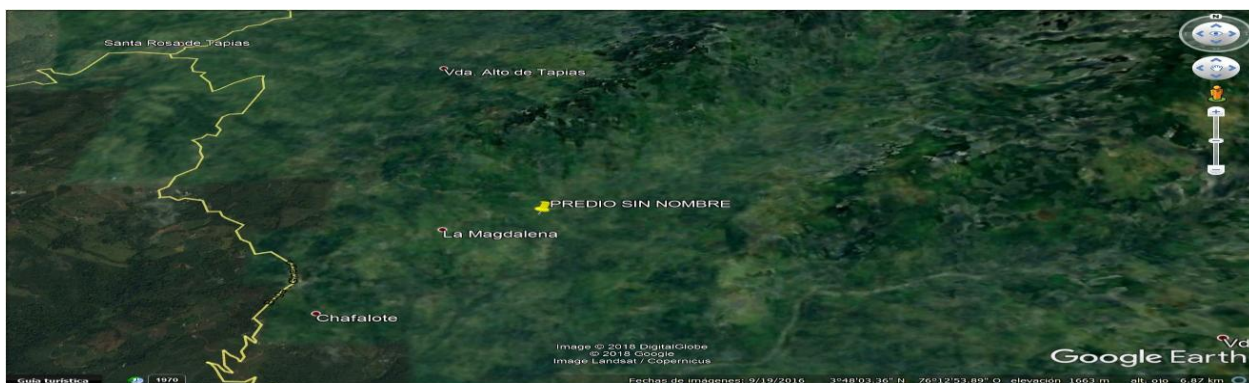 N
Santa Rosa de Tapias
Vda. Alto de Tapias
PREDIO SIN NOMBRE
La Magdalena
Chafalote
Vd
Image © 2018 DigitalGlobe
© 2018 Google
Image Landsat / Copernicus
Google Earth
Guía turística
1970
Fechas de imágenes: 9/19/2016 3°48'03.36" N 76°12'53.89" O elevación 1663 m alt. ojo 6.87 km